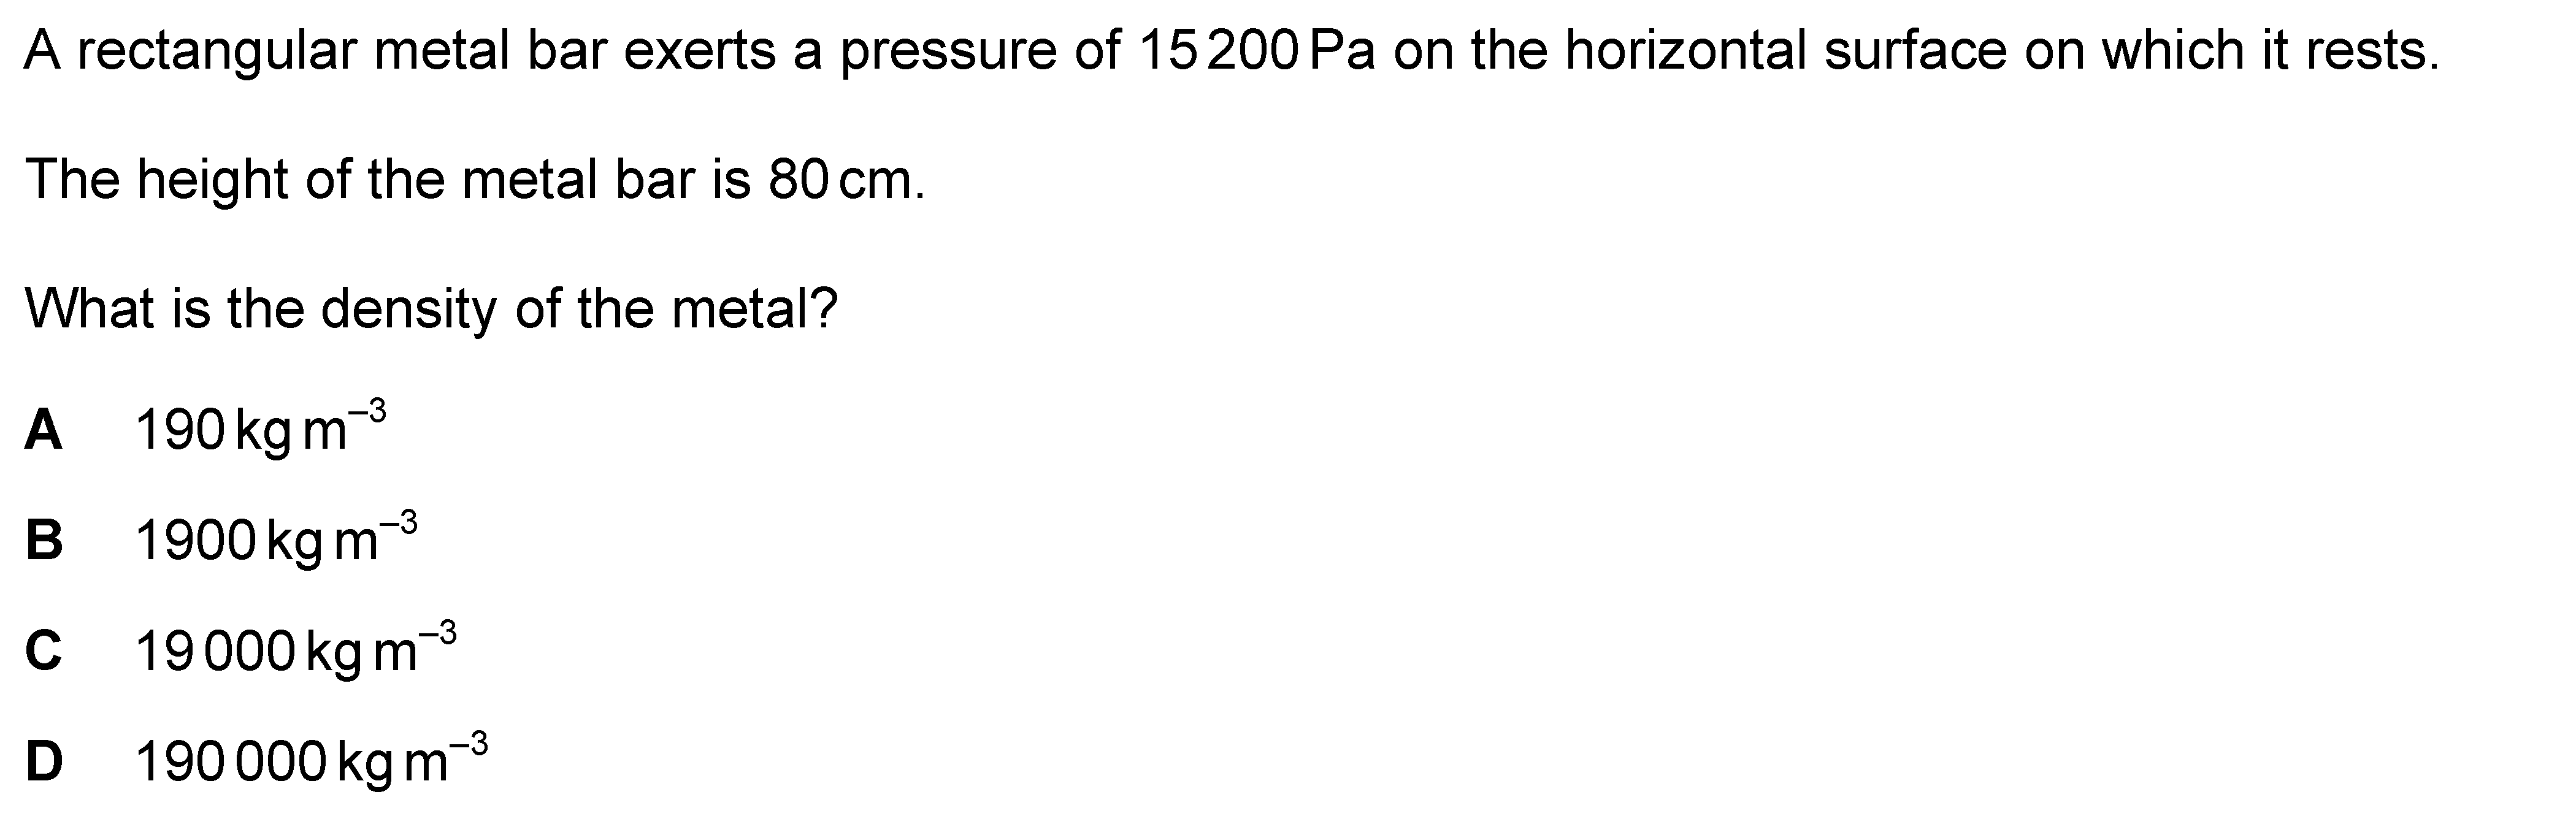 A rectangular metal bar exerts a pressure of 15 200 Pa on the horizontal surface on which it rests.
The height of the metal bar is 80 cm.
What is the density of the metal?
A 190 kg m⁻³
B 1900 kg m⁻³
C 19 000 kg m⁻³
D 190 000 kg m⁻³